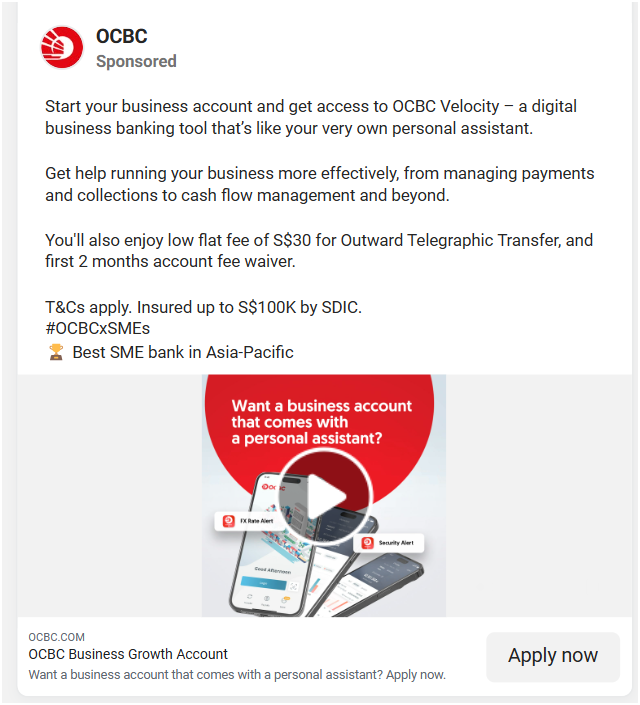 OCBC
Sponsored
Start your business account and get access to OCBC Velocity – a digital
business banking tool that's like your very own personal assistant.
Get help running your business more effectively, from managing payments
and collections to cash flow management and beyond.
You'll also enjoy low flat fee of S$30 for Outward Telegraphic Transfer, and
first 2 months account fee waiver.
T&Cs apply. Insured up to S$100K by SDIC.
#OCBCxSMEs
🏆 Best SME bank in Asia-Pacific
Want a business account
that comes with
a personal assistant?
FX Rate Alert
Security Alert
Good Afternoon
OCBC.COM
OCBC Business Growth Account
Want a business account that comes with a personal assistant? Apply now.
Apply now